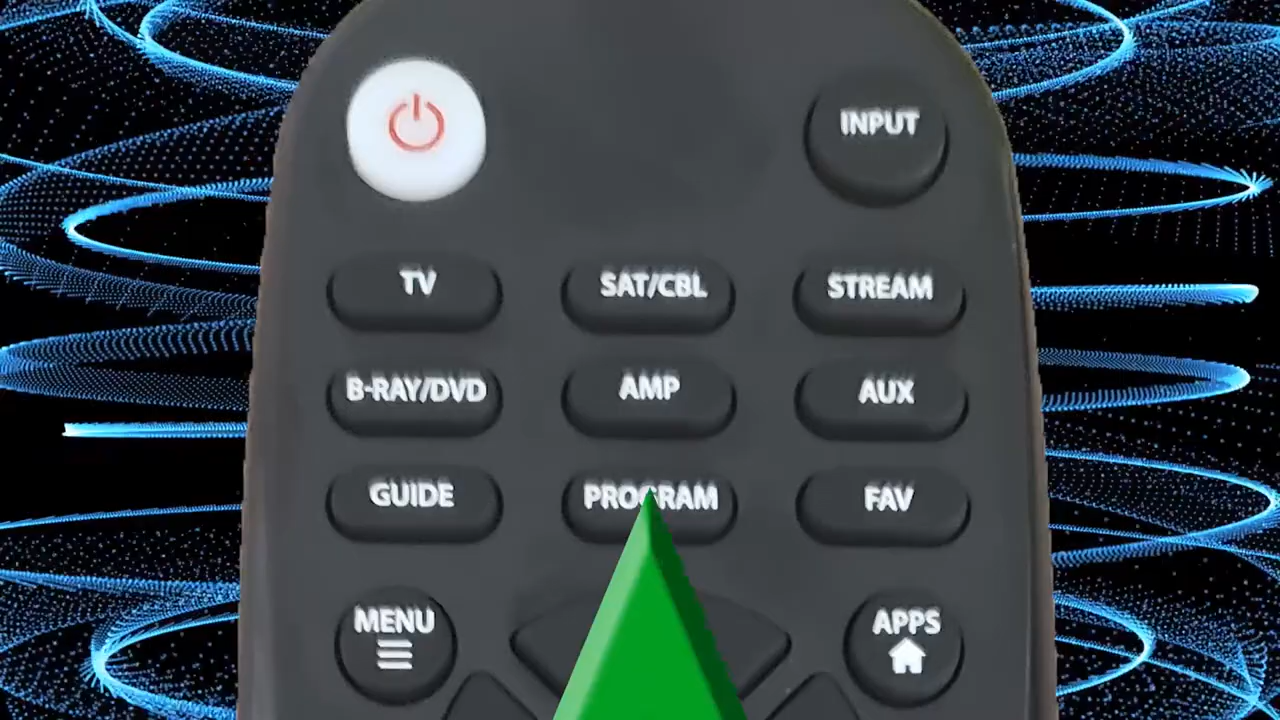 INPUT
TV SAT/CBL STREAM
B-RAY/DVD AMP AUX
GUIDE PROGRAM FAV
MENU APPS